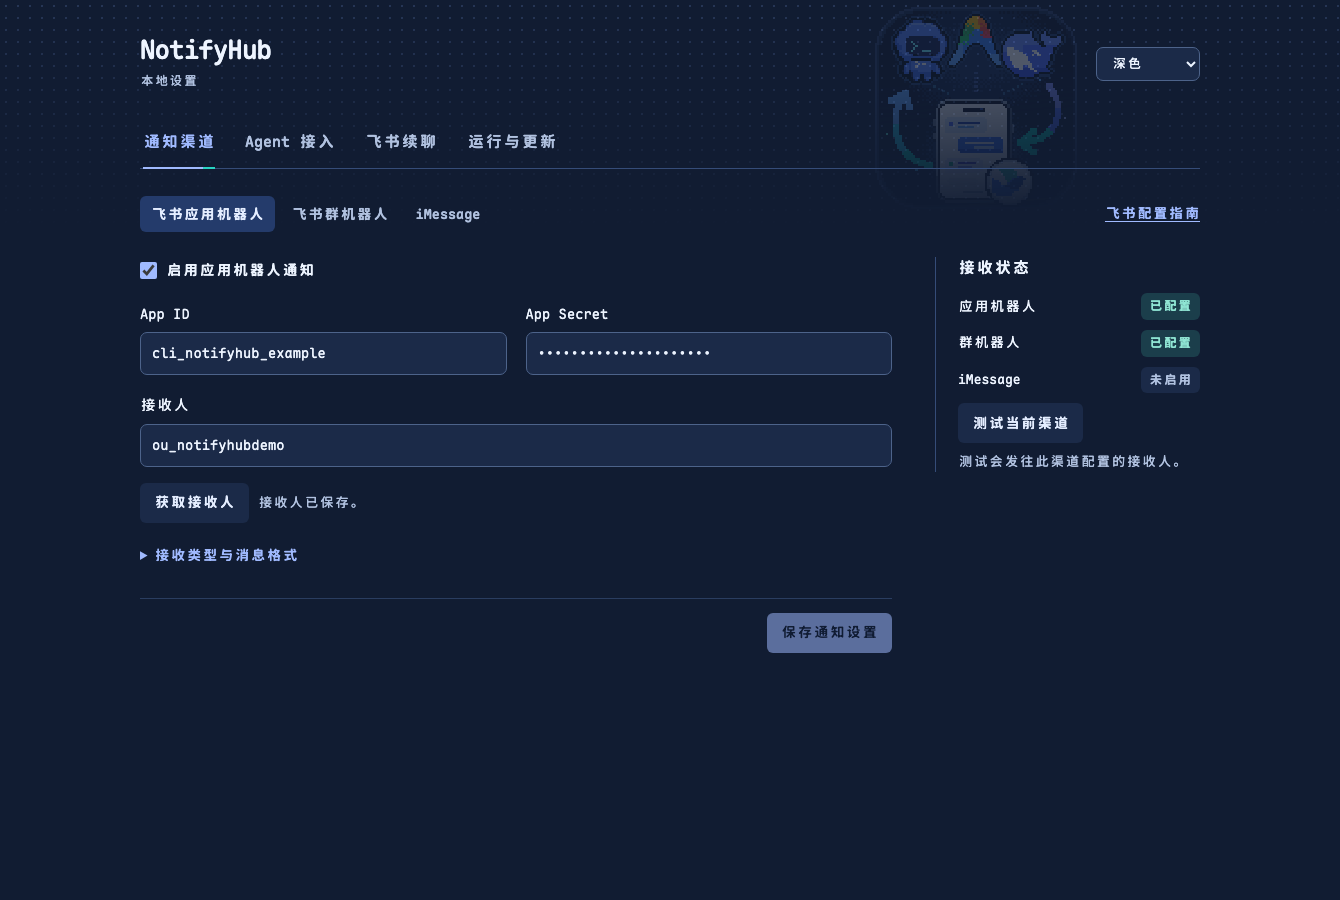 NotifyHub
本地设置
深色
通知渠道 Agent 接入 飞书续聊 运行与更新
飞书应用机器人 飞书群机器人 iMessage 飞书配置指南
启用应用机器人通知
App ID App Secret
cli_notifyhub_example •••••••••••••••••••••
接收人
ou_notifyhubdemo
获取接收人 接收人已保存。
接收类型与消息格式
保存通知设置
接收状态
应用机器人 已配置
群机器人 已配置
iMessage 未启用
测试当前渠道
测试会发往此渠道配置的接收人。